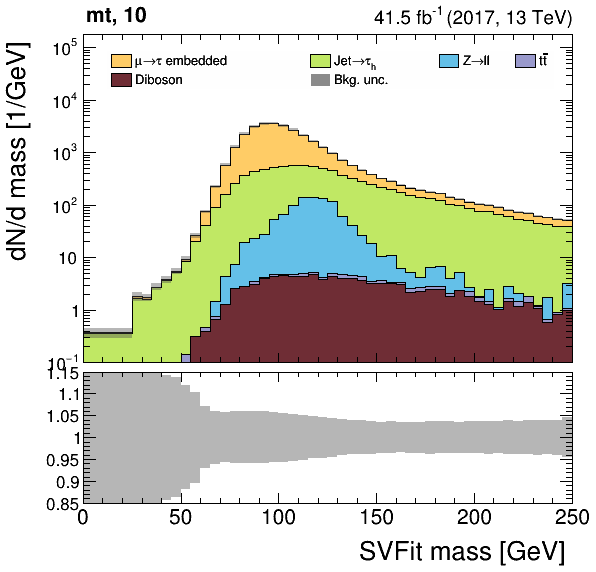 mt, 10 41.5 fb⁻¹ (2017, 13 TeV)
dN/d mass [1/GeV]
10⁵
10⁴
10³
10²
10
1
10⁻¹
μ→τ embedded Jet→τₕ Z→ll tt̄
Diboson Bkg. unc.
1.15
1.1
1.05
1
0.95
0.9
0.85
0 50 100 150 200 250
SVFit mass [GeV]